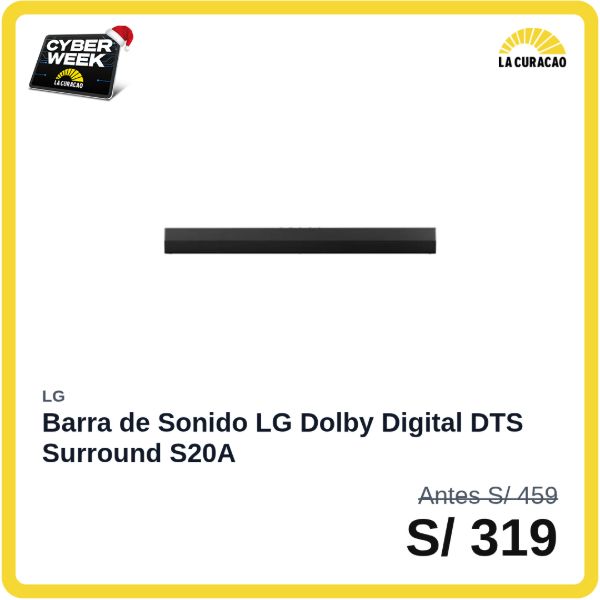 CYBER
WEEK
LA CURACAO
LA CURACAO
LG
Barra de Sonido LG Dolby Digital DTS
Surround S20A
Antes S/ 459
S/ 319